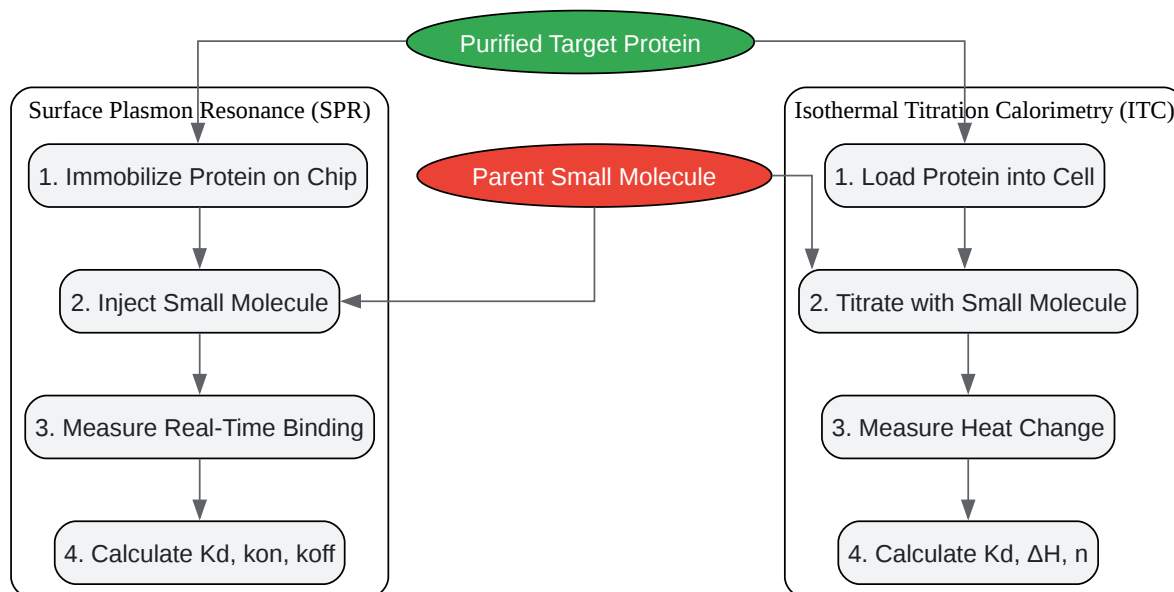 Purified Target Protein
Surface Plasmon Resonance (SPR)
Isothermal Titration Calorimetry (ITC)
1. Immobilize Protein on Chip
Parent Small Molecule
1. Load Protein into Cell
2. Inject Small Molecule
2. Titrate with Small Molecule
3. Measure Real-Time Binding
3. Measure Heat Change
4. Calculate Kd, kon, koff
4. Calculate Kd, ΔH, n